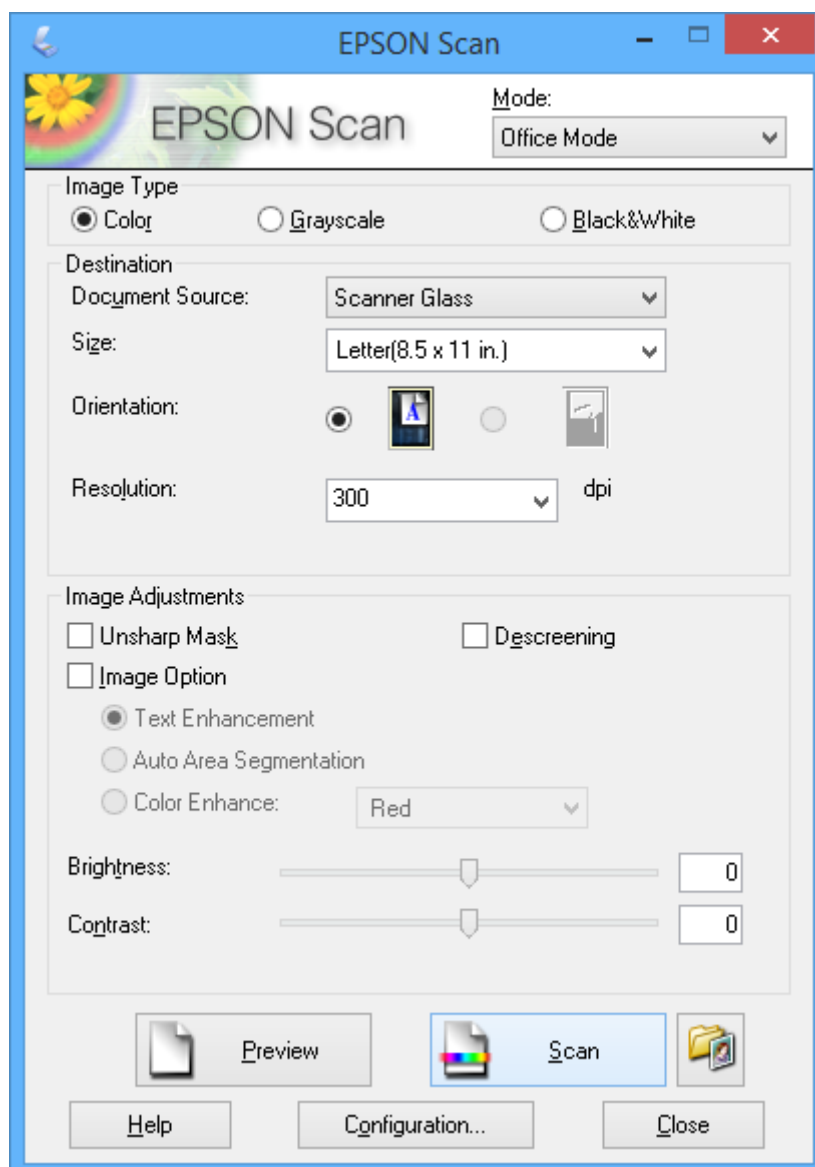 EPSON Scan
EPSON Scan
Mode:
Office Mode
Image Type
Color Grayscale Black&White
Destination
Document Source: Scanner Glass
Size: Letter(8.5 x 11 in.)
Orientation: A
Resolution: 300 dpi
Image Adjustments
Unsharp Mask Descreening
Image Option
Text Enhancement
Auto Area Segmentation
Color Enhance: Red
Brightness: 0
Contrast: 0
Preview Scan
Help Configuration... Close